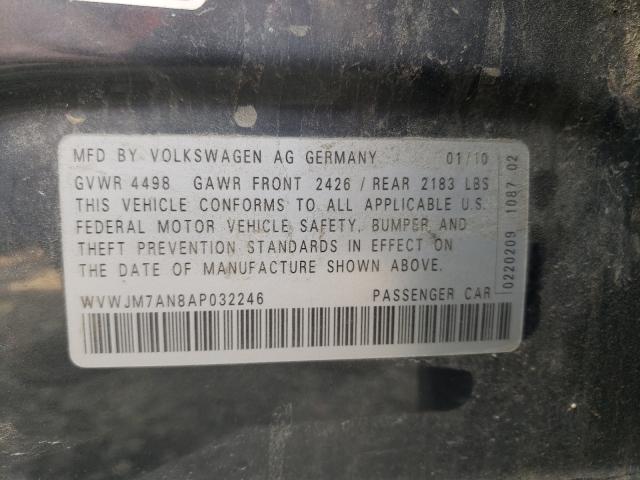 MFD BY VOLKSWAGEN AG GERMANY 01/10
GVWR 4498 GAWR FRONT 2426 / REAR 2183 LBS
THIS VEHICLE CONFORMS TO ALL APPLICABLE U.S.
FEDERAL MOTOR VEHICLE SAFETY, BUMPER AND
THEFT PREVENTION STANDARDS IN EFFECT ON
THE DATE OF MANUFACTURE SHOWN ABOVE.
WVWJM7AN8AP032246 PASSENGER CAR
0220209 1087 02